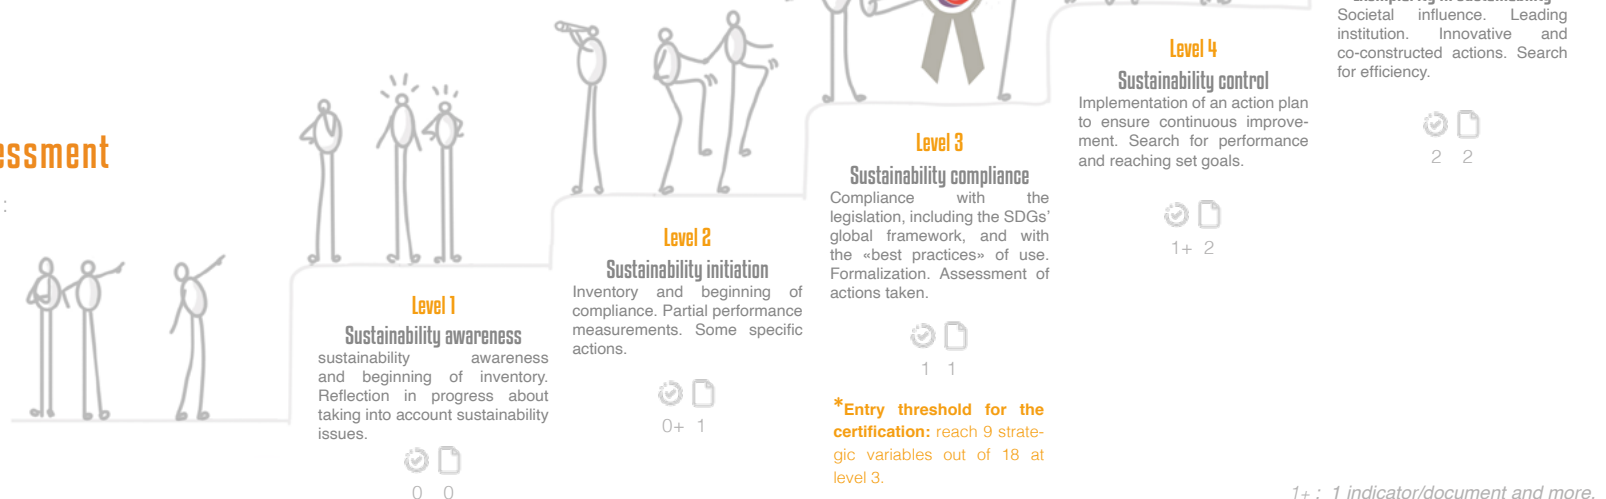 essment
:
Level 1
Sustainability awareness
sustainability awareness
and beginning of inventory.
Reflection in progress about
taking into account sustainability
issues.
0 0
Level 2
Sustainability initiation
Inventory and beginning of
compliance. Partial performance
measurements. Some specific
actions.
0+ 1
Level 3
Sustainability compliance
Compliance with the
legislation, including the SDGs'
global framework, and with
the «best practices» of use.
Formalization. Assessment of
actions taken.
1 1
*Entry threshold for the
certification: reach 9 strate-
gic variables out of 18 at
level 3.
Level 4
Sustainability control
Implementation of an action plan
to ensure continuous improve-
ment. Search for performance
and reaching set goals.
1+ 2
Societal influence. Leading
institution. Innovative and
co-constructed actions. Search
for efficiency.
2 2
1+ : 1 indicator/document and more.